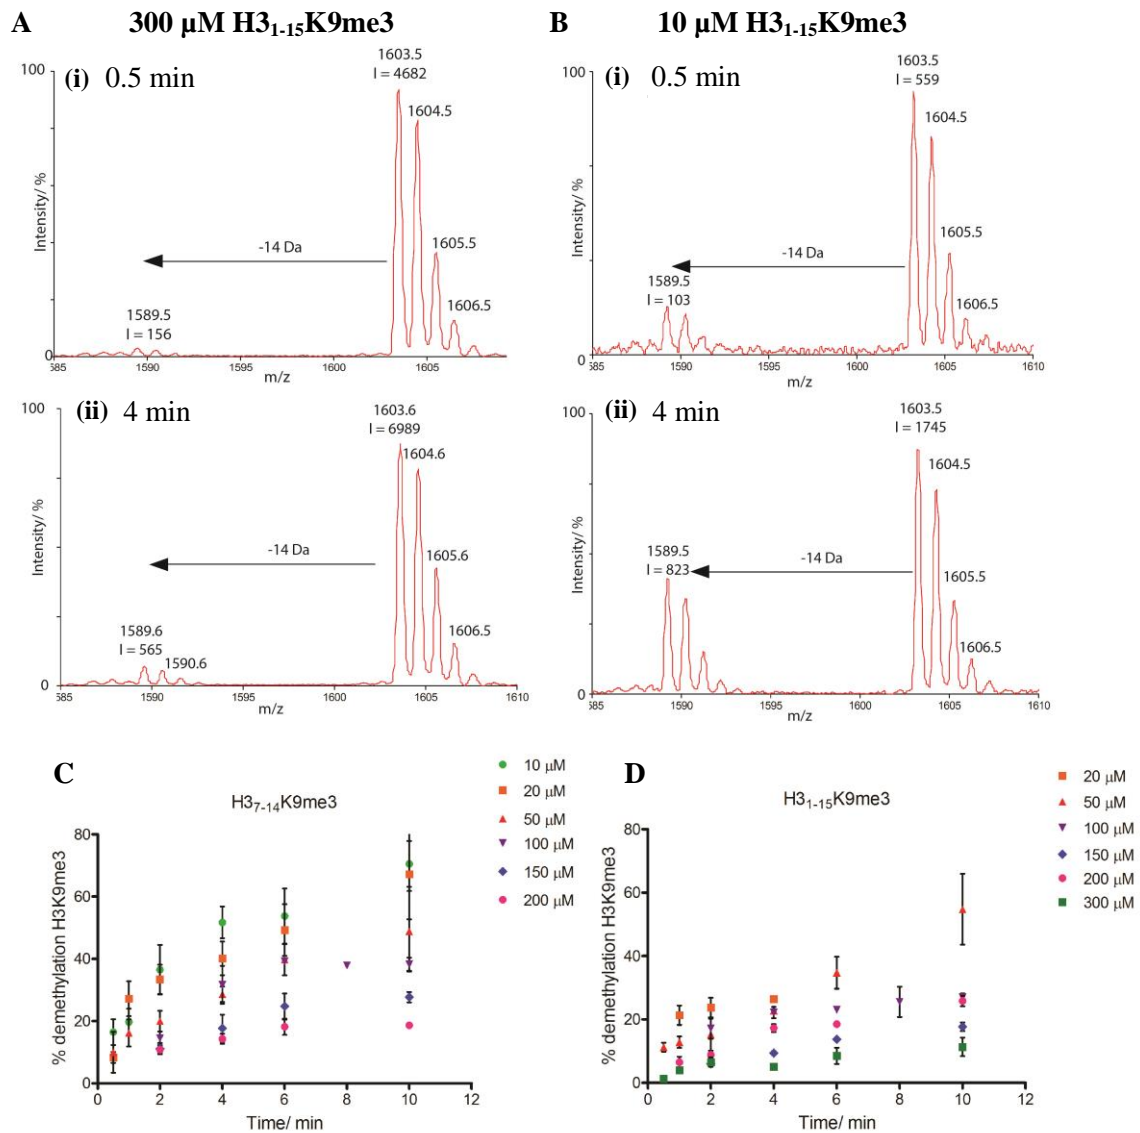 A 300 µM H3₁₋₁₅K9me3
(i) 0.5 min
100
0
Intensity/ %
1603.5
I = 4682
1604.5
1605.5
1606.5
-14 Da
1589.5
I = 156
585 1590 1595 1600 1605
m/z
(ii) 4 min
100
0
Intensity/ %
1603.6
I = 6989
1604.6
1605.6
1606.5
-14 Da
1589.6
I = 565
1590.6
585 1590 1595 1600 1605 1610
m/z
B 10 µM H3₁₋₁₅K9me3
(i) 0.5 min
100
0
Intensity/ %
1603.5
I = 559
1604.5
1605.5
1606.5
-14 Da
1589.5
I = 103
585 1590 1595 1600 1605 1610
m/z
(ii) 4 min
100
0
Intensity/ %
1603.5
I = 1745
1604.5
1605.5
1606.5
-14 Da
1589.5
I = 823
585 1590 1595 1600 1605 1610
m/z
C
H3₇₋₁₄K9me3
10 µM
20 µM
50 µM
100 µM
150 µM
200 µM
% demethylation H3K9me3
80
60
40
20
0
0 2 4 6 8 10 12
Time/ min
D
H3₁₋₁₅K9me3
20 µM
50 µM
100 µM
150 µM
200 µM
300 µM
% demethylation H3K9me3
80
60
40
20
0
0 2 4 6 8 10 12
Time/ min